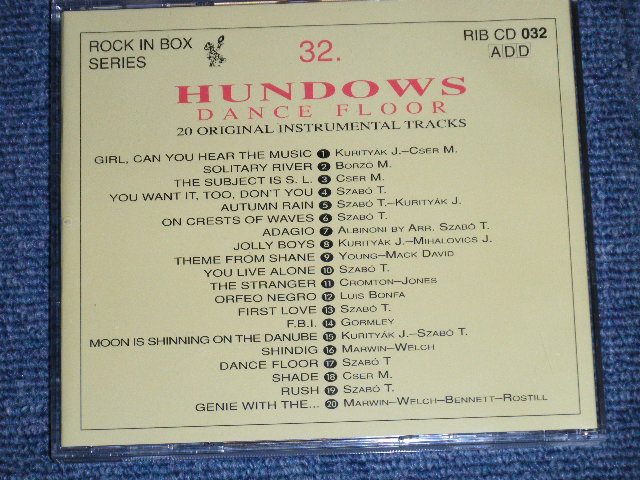 ROCK IN BOX SERIES
32.
RIB CD 032
ADD
HUNDOWS
DANCE FLOOR
20 ORIGINAL INSTRUMENTAL TRACKS
GIRL, CAN YOU HEAR THE MUSIC 1 KURITYÁK J.–CSER M.
SOLITARY RIVER 2 BORZÓ M.
THE SUBJECT IS S. L. 3 CSER M.
YOU WANT IT, TOO, DON'T YOU 4 SZABÓ T.
AUTUMN RAIN 5 SZABÓ T.–KURITYÁK J.
ON CRESTS OF WAVES 6 SZABÓ T.
ADAGIO 7 ALBINONI BY ARR. SZABÓ T.
JOLLY BOYS 8 KURITYÁK J.–MIHALOVICS J.
THEME FROM SHANE 9 YOUNG–MACK DAVID
YOU LIVE ALONE 10 SZABÓ T.
THE STRANGER 11 CROMTON–JONES
ORFEO NEGRO 12 LUIS BONFA
FIRST LOVE 13 SZABÓ T.
F.B.I. 14 GORMLEY
MOON IS SHINNING ON THE DANUBE 15 KURITYÁK J.–SZABÓ T.
SHINDIG 16 MARWIN–WELCH
DANCE FLOOR 17 SZABÓ T
SHADE 18 CSER M.
RUSH 19 SZABÓ T.
GENIE WITH THE... 20 MARWIN–WELCH–BENNETT–ROSTILL